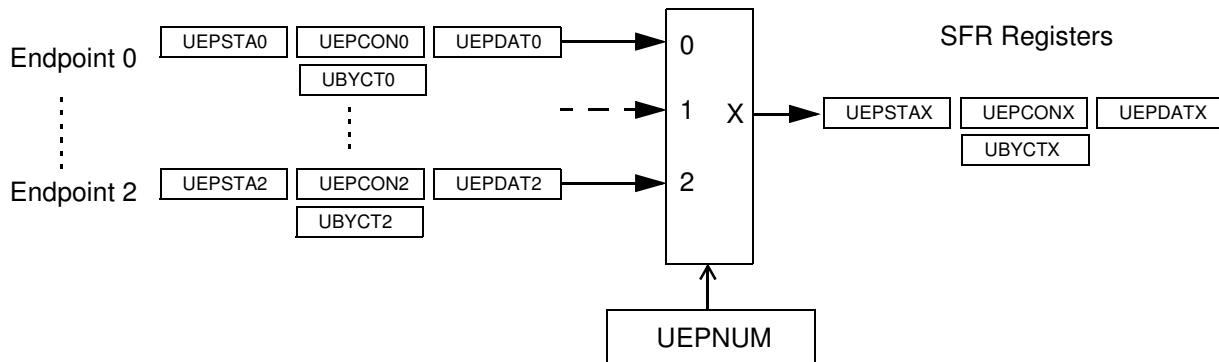 Endpoint 0 UEPSTA0 UEPCON0 UEPDAT0 0 SFR Registers
UBYCT0
1 X UEPSTAX UEPCONX UEPDATX
UBYCTX
Endpoint 2 UEPSTA2 UEPCON2 UEPDAT2 2
UBYCT2
UEPNUM